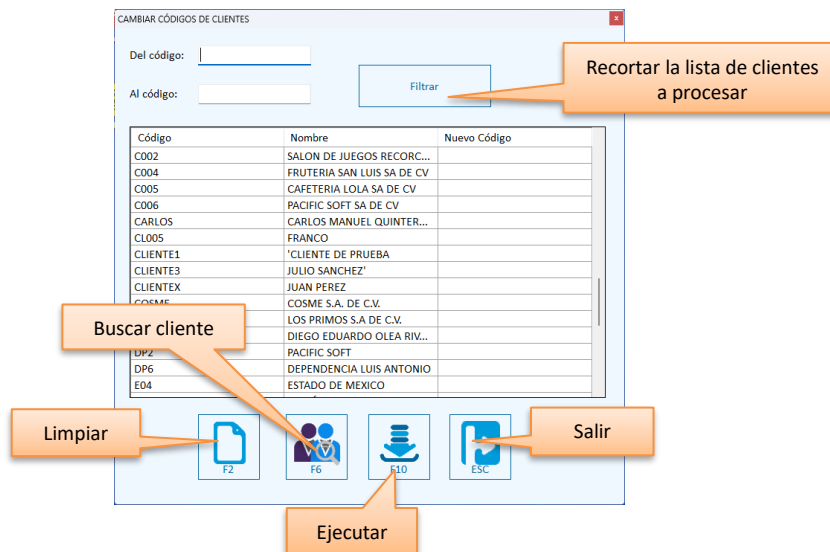 CAMBIAR CÓDIGOS DE CLIENTES
Del código:
Al código:
Filtrar
Recortar la lista de clientes
a procesar
Código Nombre Nuevo Código
C002 SALON DE JUEGOS RECORC...
C004 FRUTERIA SAN LUIS SA DE CV
C005 CAFETERIA LOLA SA DE CV
C006 PACIFIC SOFT SA DE CV
CARLOS CARLOS MANUEL QUINTER...
CL005 FRANCO
CLIENTE1 'CLIENTE DE PRUEBA
CLIENTE3 JULIO SANCHEZ'
CLIENTEX JUAN PEREZ
COSME COSME S.A. DE C.V.
LOS PRIMOS S.A DE C.V.
Buscar cliente
DIEGO EDUARDO OLEA RIV...
DP2 PACIFIC SOFT
DP6 DEPENDENCIA LUIS ANTONIO
E04 ESTADO DE MEXICO
Limpiar
Salir
F2 F6 F10 ESC
Ejecutar